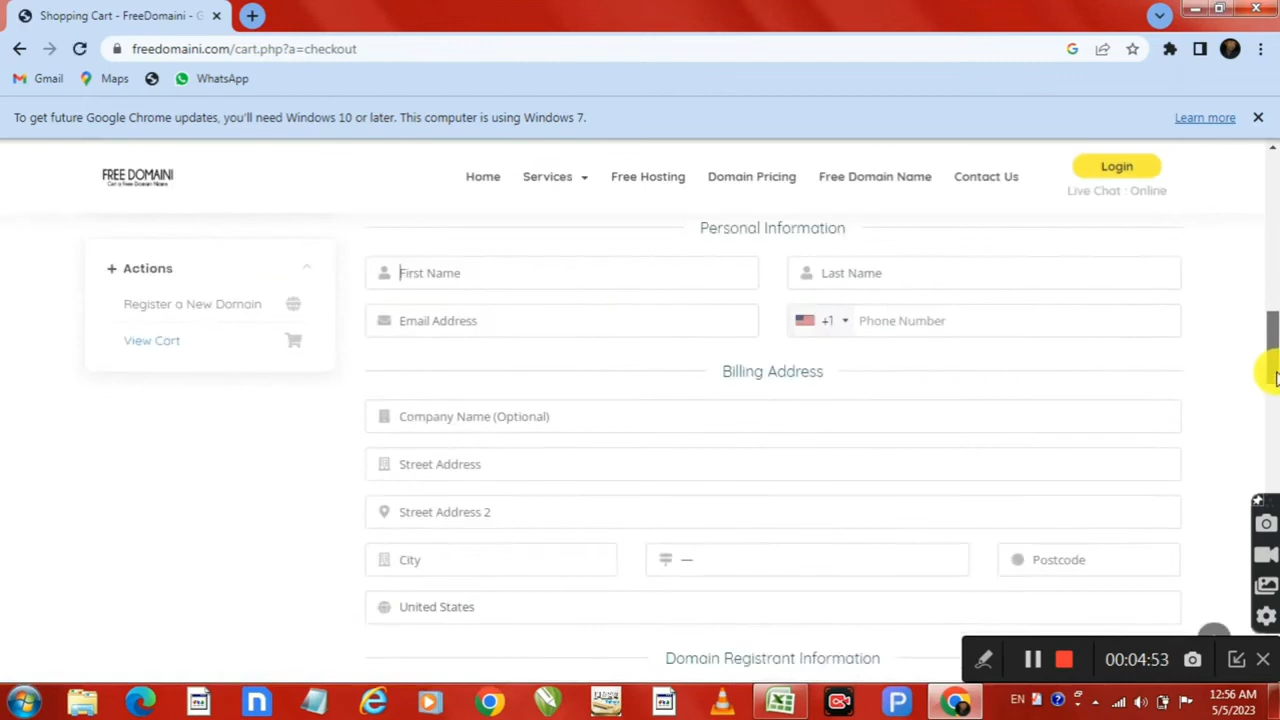 Shopping Cart - FreeDomaini - G
freedomaini.com/cart.php?a=checkout
Gmail
Maps
WhatsApp
To get future Google Chrome updates, you'll need Windows 10 or later. This computer is using Windows 7.
Learn more
FREE DOMAINI
Get a Free Domain Name
Home
Services
Free Hosting
Domain Pricing
Free Domain Name
Contact Us
Login
Live Chat : Online
Personal Information
Actions
First Name
Last Name
Register a New Domain
Email Address
+1
Phone Number
View Cart
Billing Address
Company Name (Optional)
Street Address
Street Address 2
City
—
Postcode
United States
Domain Registrant Information
00:04:53
EN
12:56 AM
5/5/2023